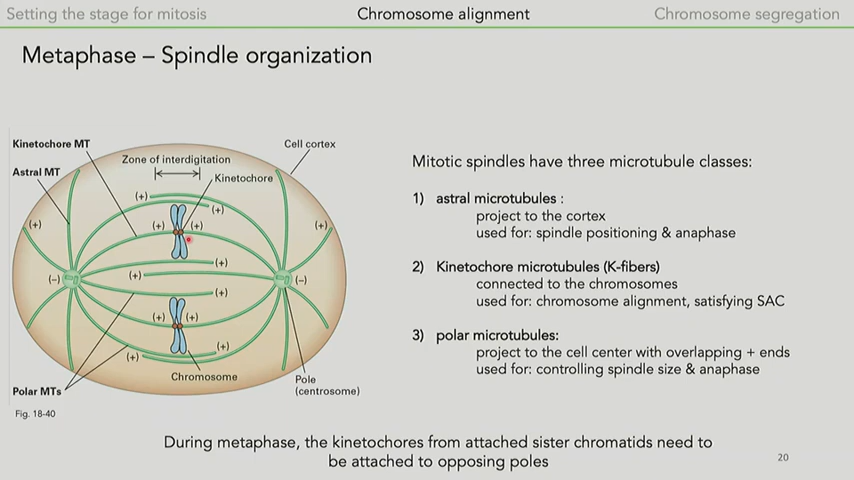 Setting the stage for mitosis
Chromosome alignment
Chromosome segregation
Metaphase – Spindle organization
Kinetochore MT
Astral MT
Zone of interdigitation
Cell cortex
Kinetochore
(+)
(+)
(+)
(+)
(+)
(+)
(+)
(+)
(−)
(−)
(+)
(+)
(+)
(+)
(+)
Chromosome
Polar MTs
Pole
(centrosome)
Fig. 18-40
Mitotic spindles have three microtubule classes:
1) astral microtubules :
project to the cortex
used for: spindle positioning & anaphase
2) Kinetochore microtubules (K-fibers)
connected to the chromosomes
used for: chromosome alignment, satisfying SAC
3) polar microtubules:
project to the cell center with overlapping + ends
used for: controlling spindle size & anaphase
During metaphase, the kinetochores from attached sister chromatids need to
be attached to opposing poles
20